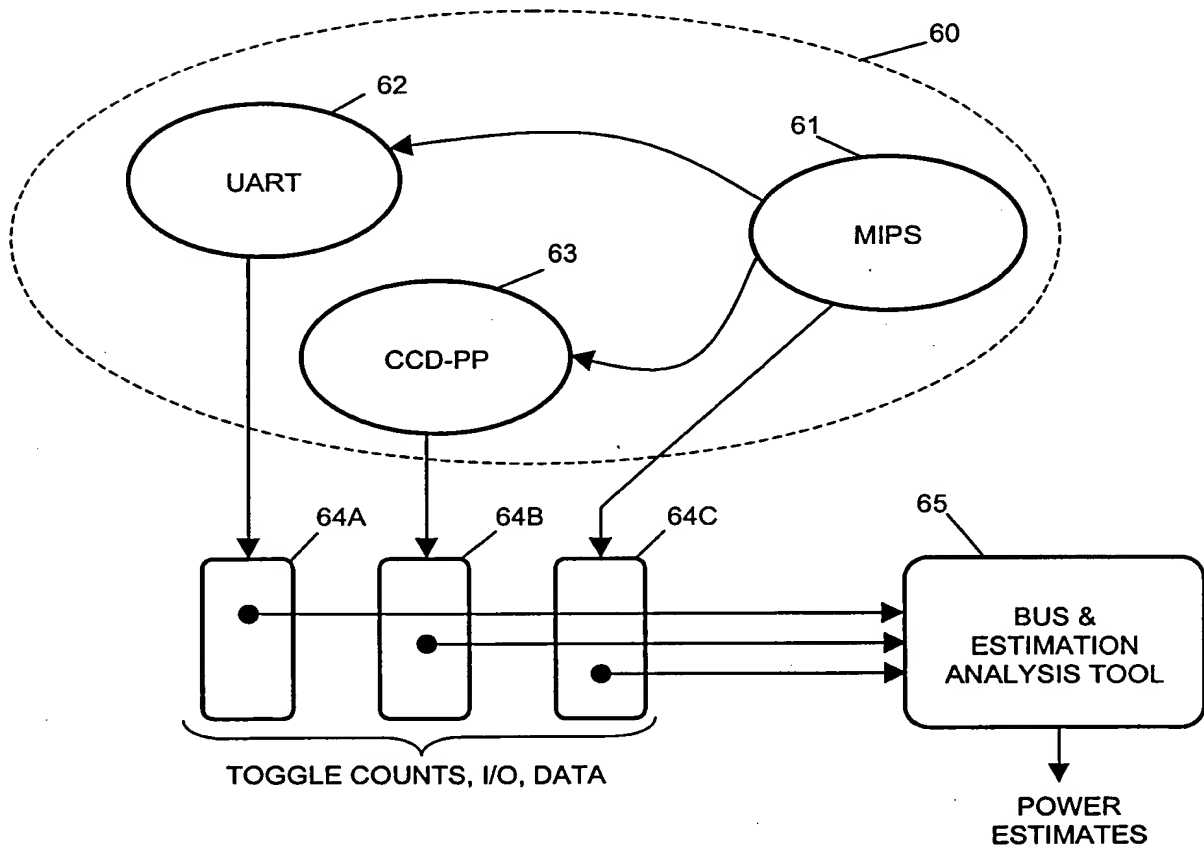 60
62
61
UART
MIPS
63
CCD-PP
64A
64B
64C
65
BUS &
ESTIMATION
ANALYSIS TOOL
TOGGLE COUNTS, I/O, DATA
POWER
ESTIMATES